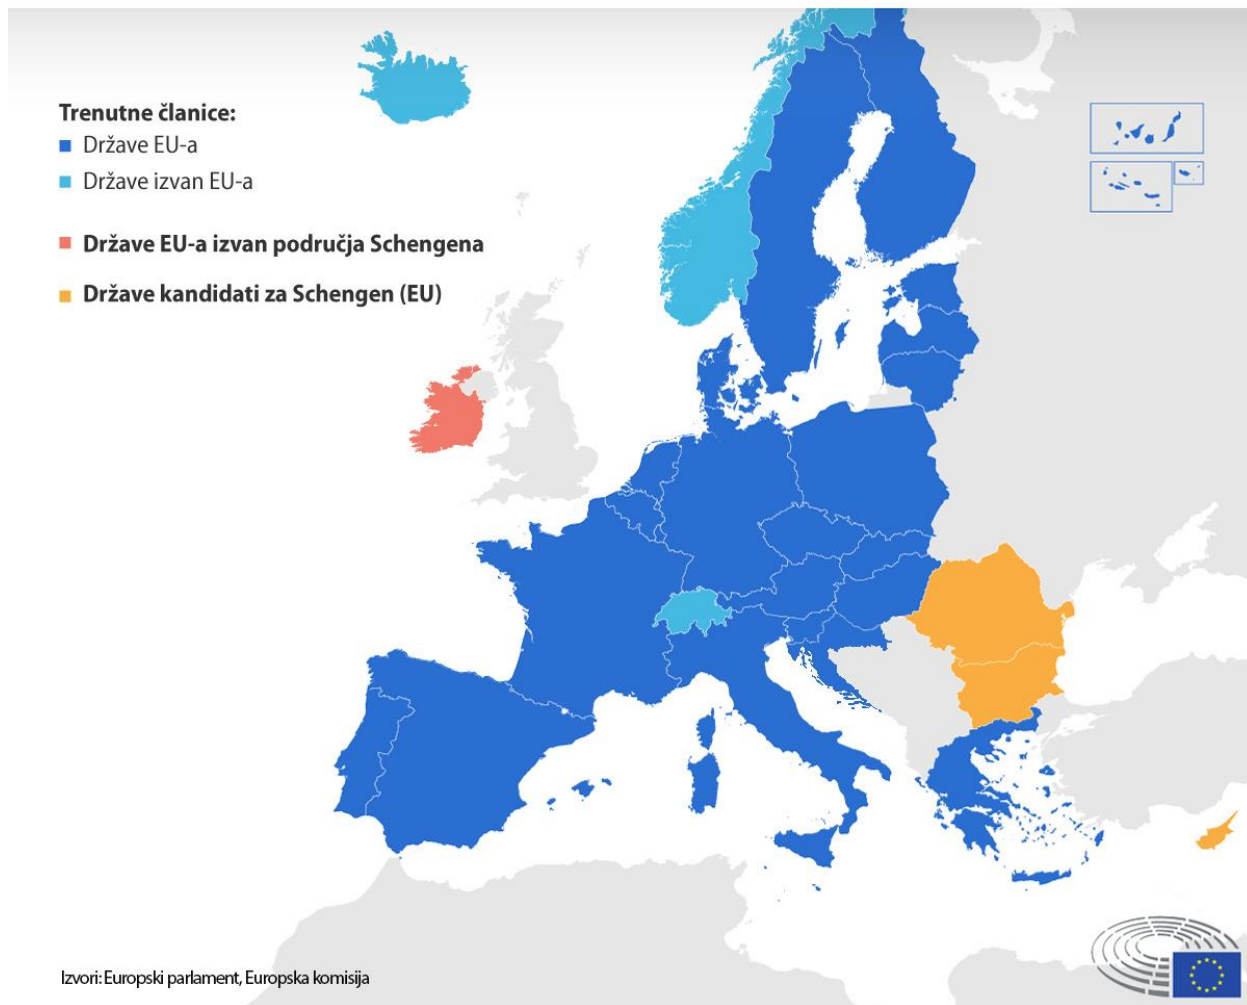 Trenutne članice:
Države EU-a
Države izvan EU-a
Države EU-a izvan područja Schengena
Države kandidati za Schengen (EU)
Izvori: Europski parlament, Europska komisija